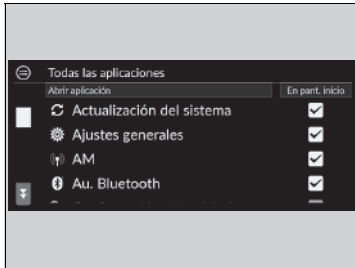 Todas las aplicaciones
Abrir aplicación En pant. inicio
Actualización del sistema
Ajustes generales
AM
Au. Bluetooth